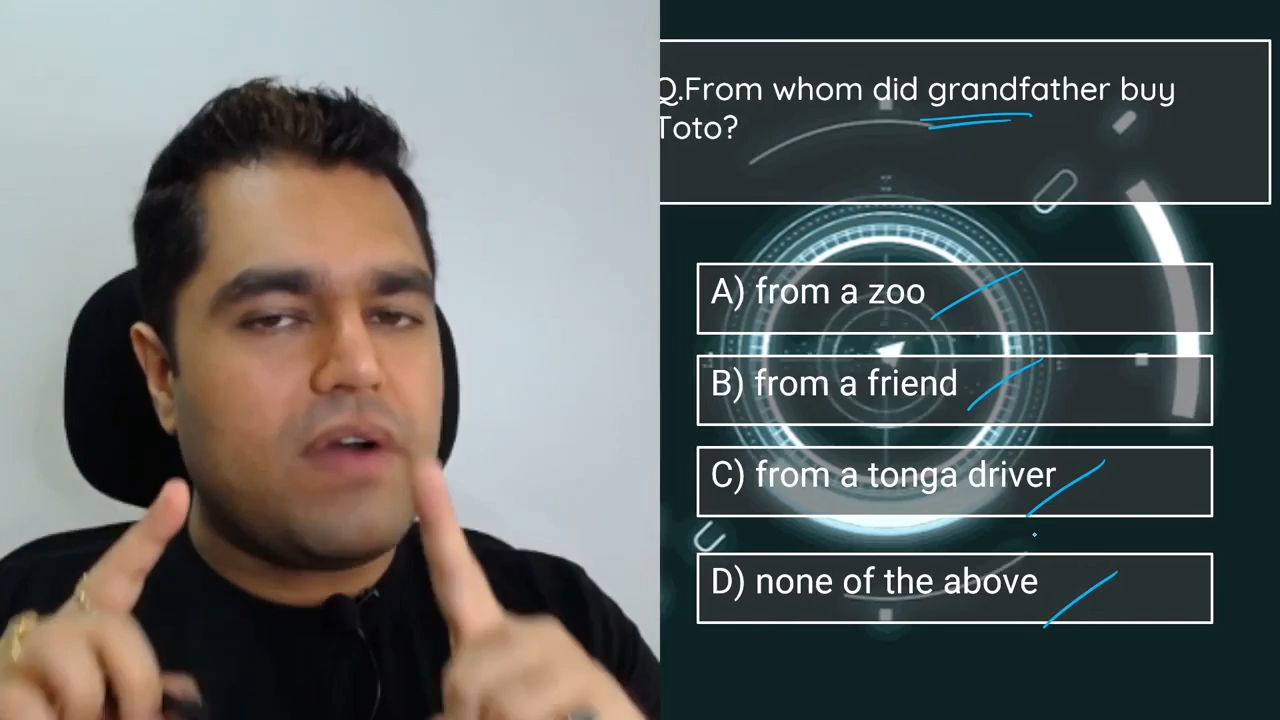 Q.From whom did grandfather buy
Toto?
A) from a zoo
B) from a friend
C) from a tonga driver
D) none of the above